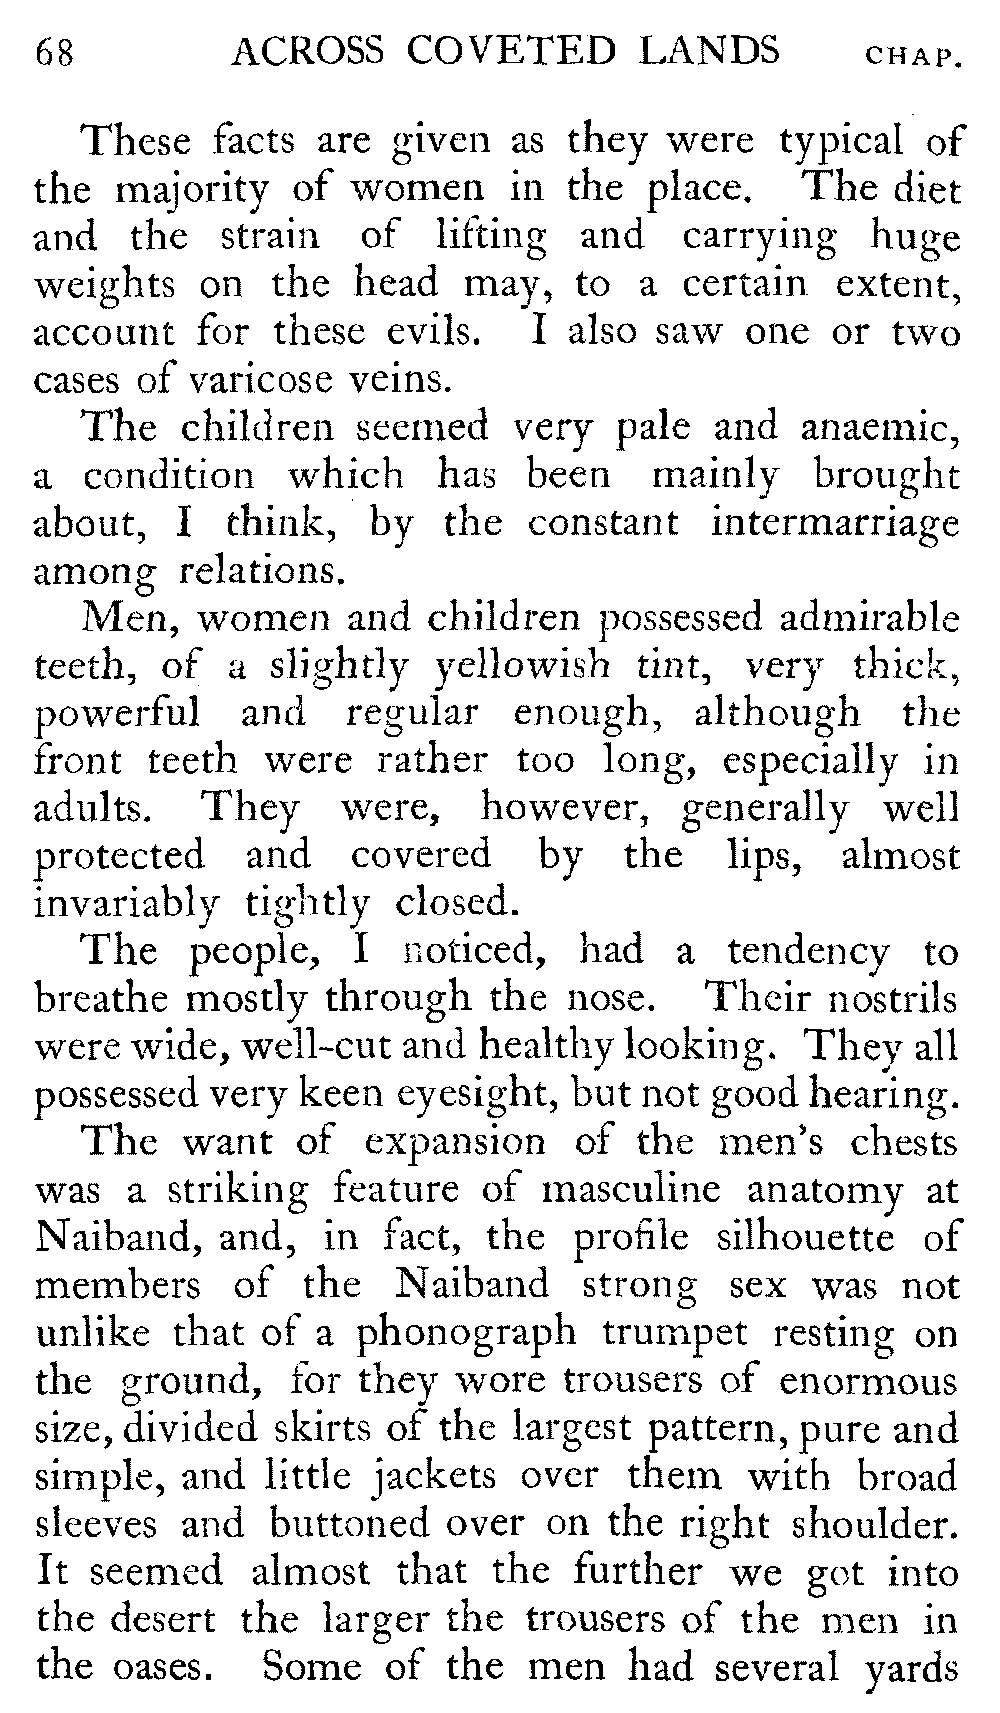 68 ACROSS COVETED LANDS CHAP.
These facts are given as they were typical of
the majority of women in the place. The diet
and the strain of lifting and carrying huge
weights on the head may, to a certain extent,
account for these evils. I also saw one or two
cases of varicose veins.
The children seemed very pale and anaemic,
a condition which has been mainly brought
about, I think, by the constant intermarriage
among relations.
Men, women and children possessed admirable
teeth, of a slightly yellowish tint, very thick,
powerful and regular enough, although the
front teeth were rather too long, especially in
adults. They were, however, generally well
protected and covered by the lips, almost
invariably tightly closed.
The people, I noticed, had a tendency to
breathe mostly through the nose. Their nostrils
were wide, well-cut and healthy looking. They all
possessed very keen eyesight, but not good hearing.
The want of expansion of the men's chests
was a striking feature of masculine anatomy at
Naiband, and, in fact, the profile silhouette of
members of the Naiband strong sex was not
unlike that of a phonograph trumpet resting on
the ground, for they wore trousers of enormous
size, divided skirts of the largest pattern, pure and
simple, and little jackets over them with broad
sleeves and buttoned over on the right shoulder.
It seemed almost that the further we got into
the desert the larger the trousers of the men in
the oases. Some of the men had several yards